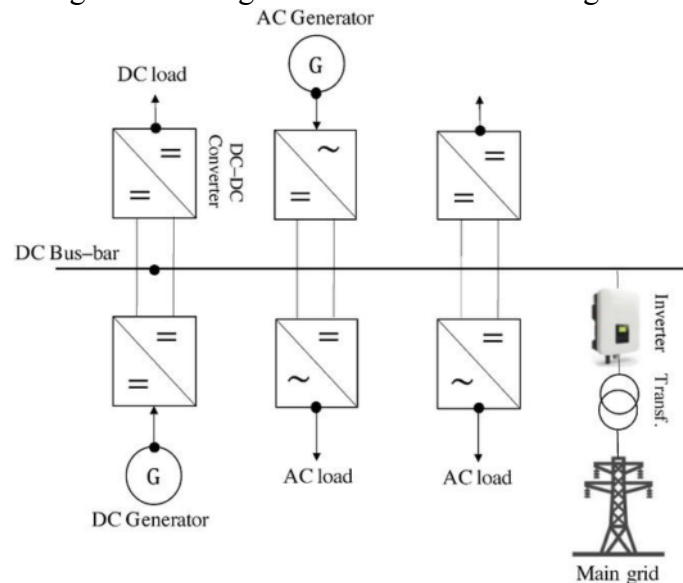 AC Generator
G
DC load
DC–DC
Converter
~
=
=
=
=
=
=
DC Bus–bar
=
=
=
~
=
~
Inverter
Transf.
G
DC Generator
AC load
AC load
Main grid